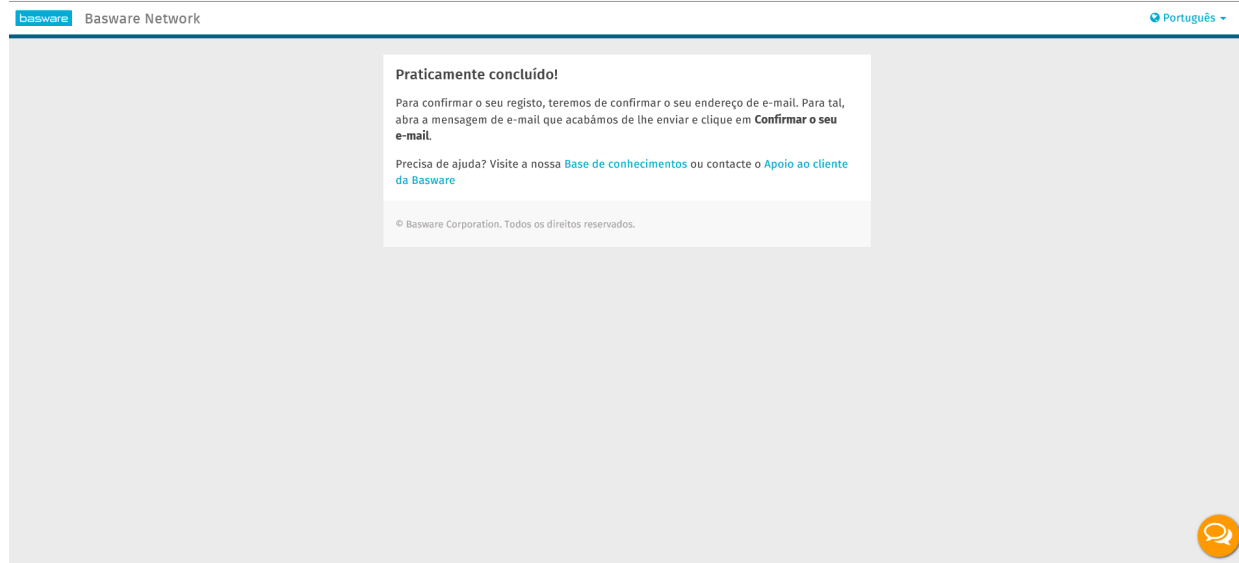 basware Basware Network Português
Praticamente concluído!
Para confirmar o seu registo, teremos de confirmar o seu endereço de e-mail. Para tal,
abra a mensagem de e-mail que acabámos de lhe enviar e clique em Confirmar o seu
e-mail.
Precisa de ajuda? Visite a nossa Base de conhecimentos ou contacte o Apoio ao cliente
da Basware
© Basware Corporation. Todos os direitos reservados.